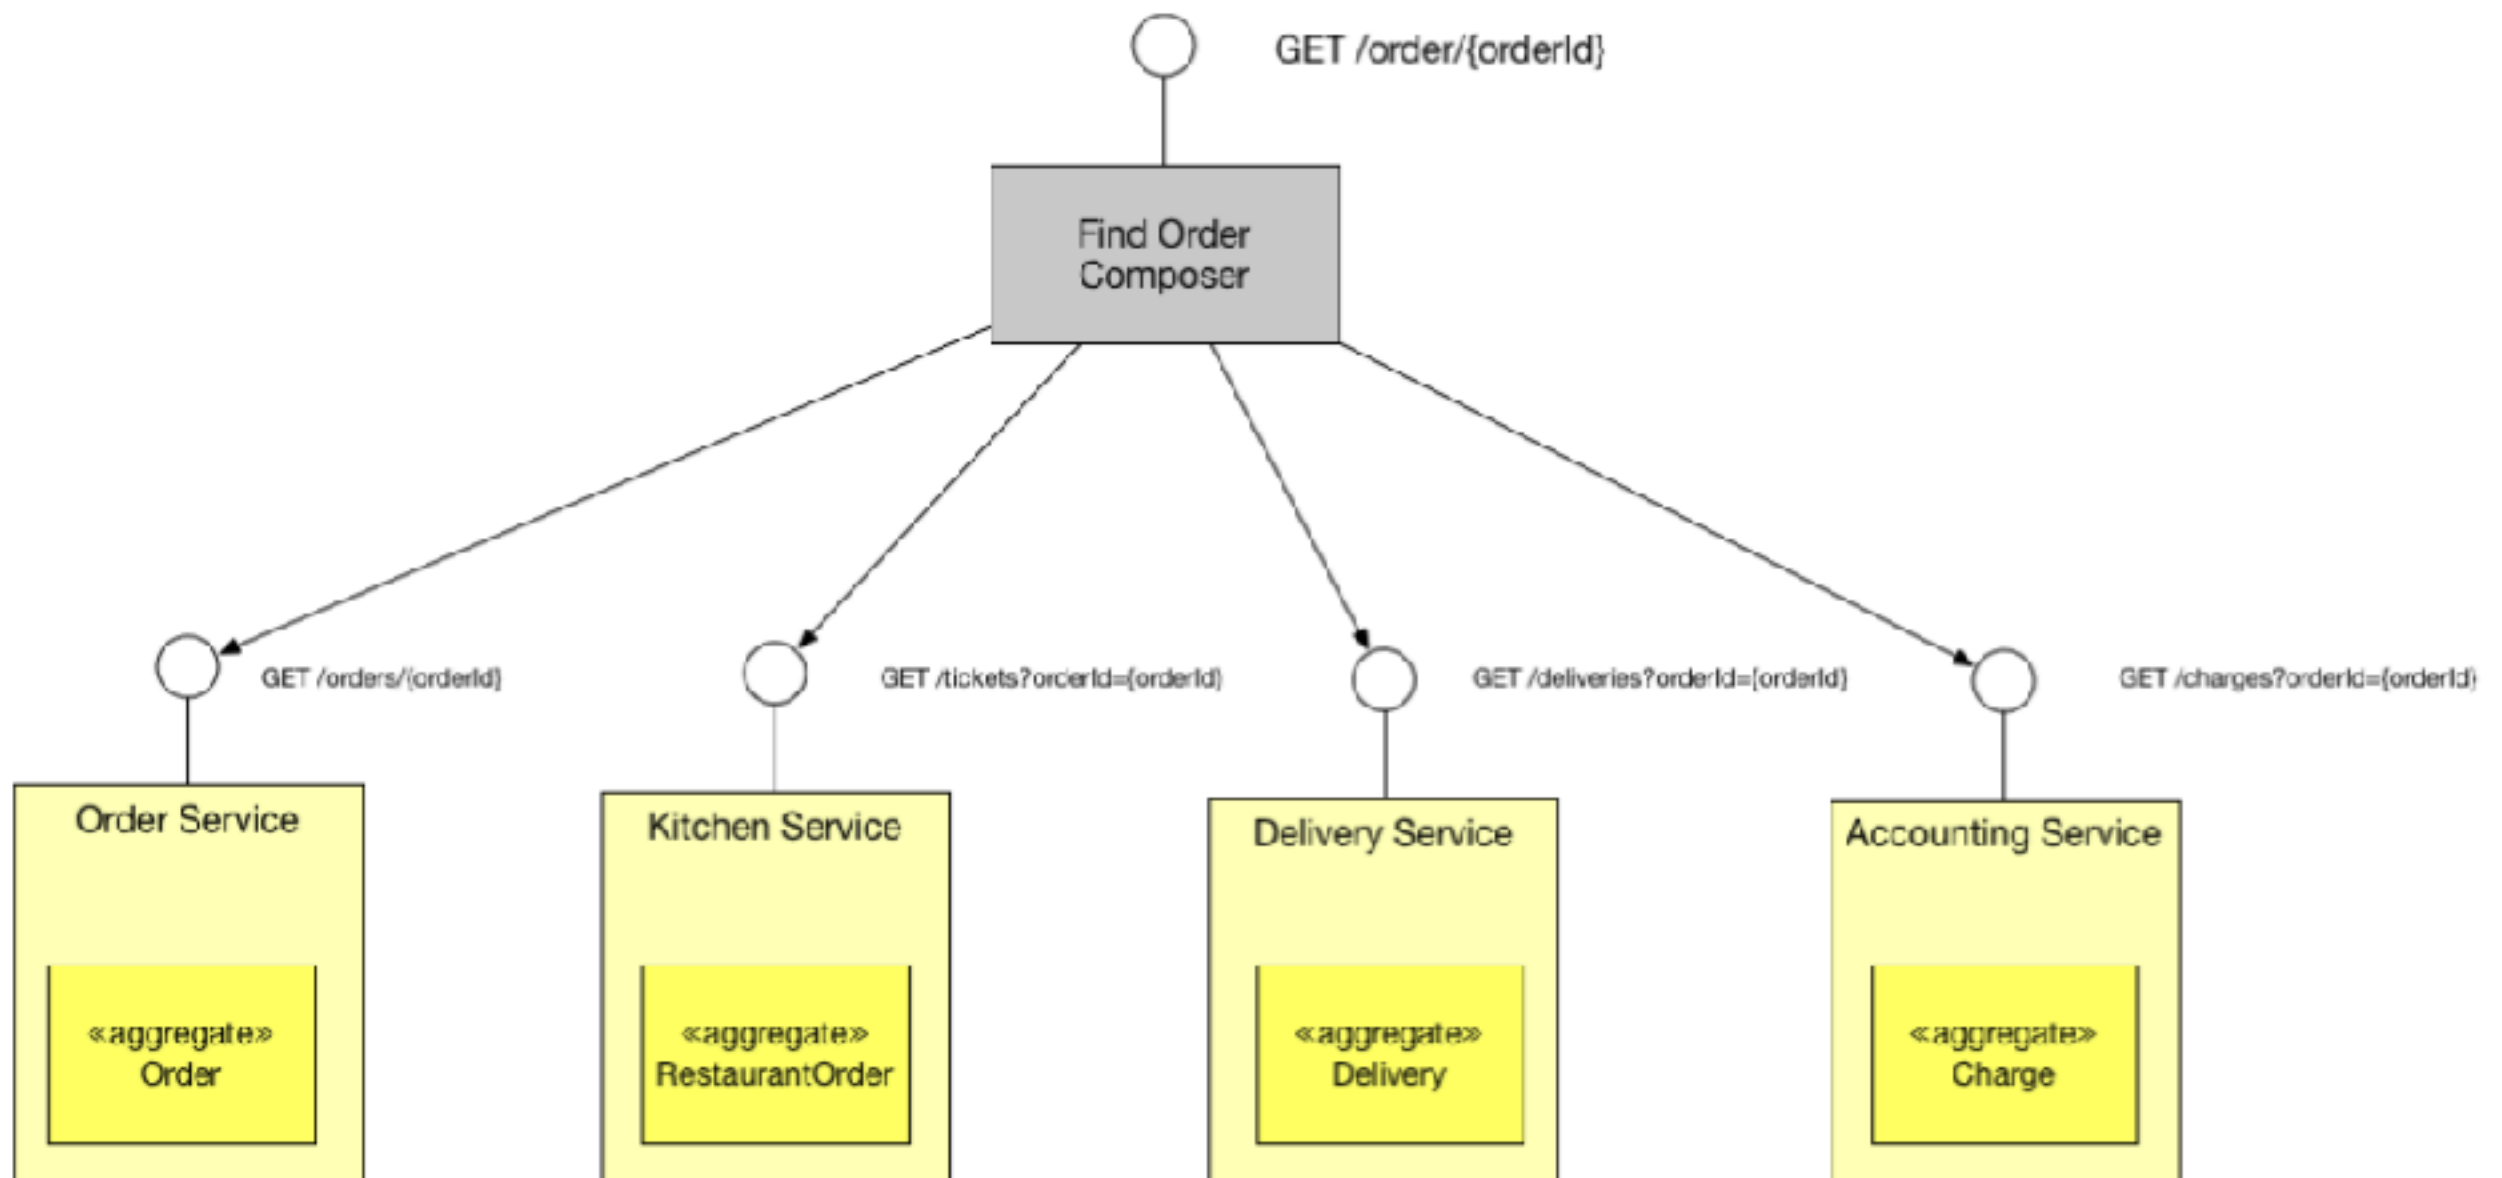 GET /order/{orderId}
Find Order
Composer
GET /orders/{orderId}
GET /tickets?orderId={orderId}
GET /deliveries?orderId={orderId}
GET /charges?orderId={orderId}
Order Service
Kitchen Service
Delivery Service
Accounting Service
«aggregate»
Order
«aggregate»
RestaurantOrder
«aggregate»
Delivery
«aggregate»
Charge